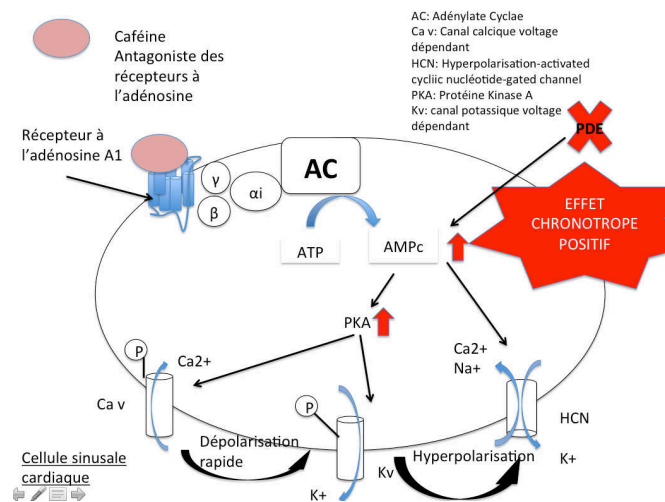 Caféine
Antagoniste des
récepteurs à
l'adénosine
AC: Adénylate Cyclae
Ca v: Canal calcique voltage
dépendant
HCN: Hyperpolarisation-activated
cycliic nucléotide-gated channel
PKA: Protéine Kinase A
Kv: canal potassique voltage
dépendant
PDE
Récepteur à
l'adénosine A1
AC
γ
β
αi
EFFET
CHRONOTROPE
POSITIF
ATP
AMPc
PKA
P
Ca2+
Ca v
P
Ca2+
Na+
HCN
K+
Dépolarisation
rapide
K+
Kv
Hyperpolarisation
Cellule sinusale
cardiaque